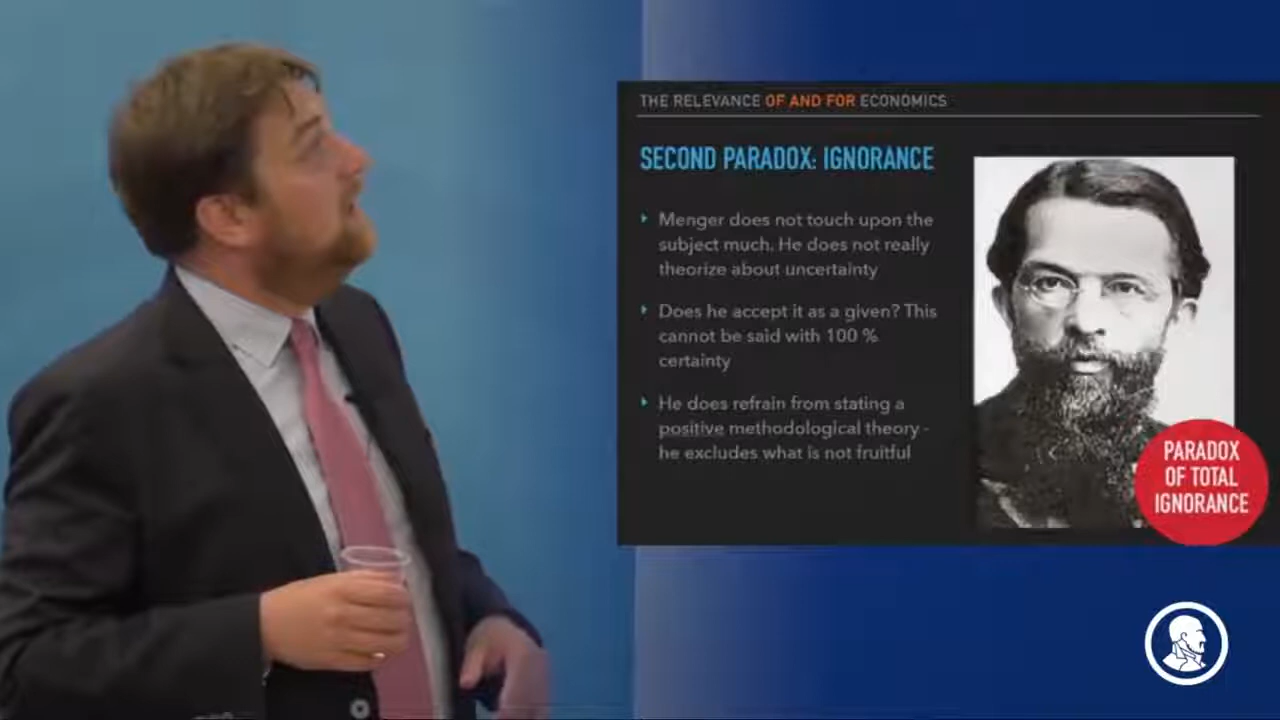 THE RELEVANCE OF AND FOR ECONOMICS
SECOND PARADOX: IGNORANCE
Menger does not touch upon the
subject much. He does not really
theorize about uncertainty
Does he accept it as a given? This
cannot be said with 100 %
certainty
He does refrain from stating a
positive methodological theory -
he excludes what is not fruitful
PARADOX
OF TOTAL
IGNORANCE